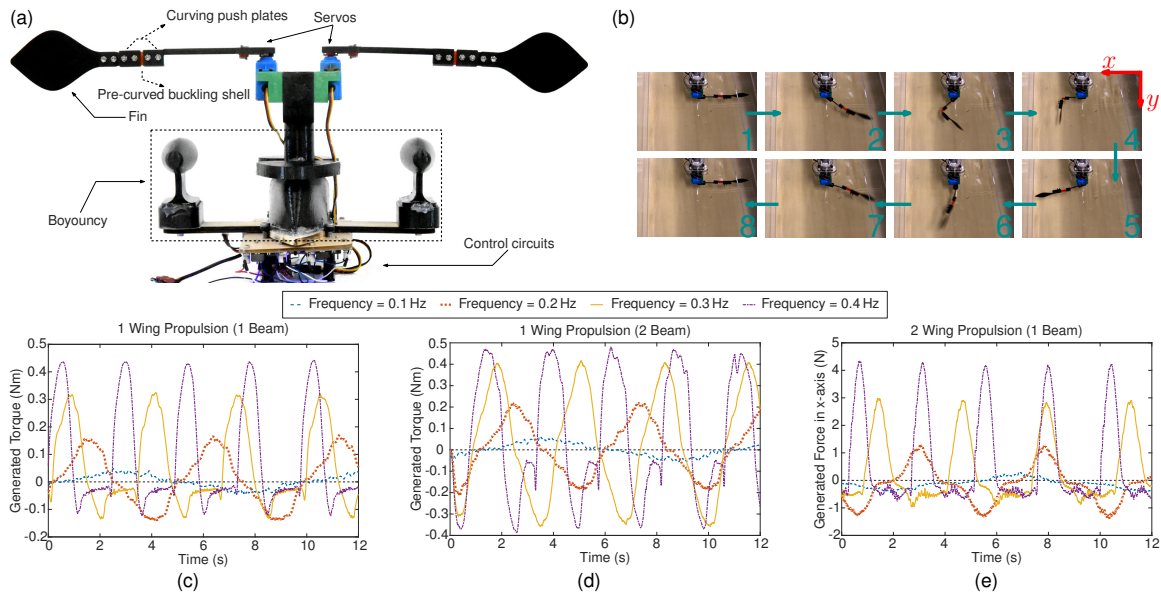 (a)
Curving push plates
Servos
Pre-curved buckling shell
Fin
Boyouncy
Control circuits
(b)
x
y
1
2
3
4
8
7
6
5
Frequency = 0.1 Hz
Frequency = 0.2 Hz
Frequency = 0.3 Hz
Frequency = 0.4 Hz
1 Wing Propulsion (1 Beam)
Generated Torque (Nm)
0.5
0.4
0.3
0.2
0.1
0
-0.1
-0.2
0 2 4 6 8 10 12
Time (s)
(c)
1 Wing Propulsion (2 Beam)
Generated Torque (Nm)
0.5
0.4
0.3
0.2
0.1
0
-0.1
-0.2
-0.3
-0.4
0 2 4 6 8 10 12
Time (s)
(d)
2 Wing Propulsion (1 Beam)
Generated Force in x-axis (N)
5
4
3
2
1
0
-1
-2
0 2 4 6 8 10 12
Time (s)
(e)